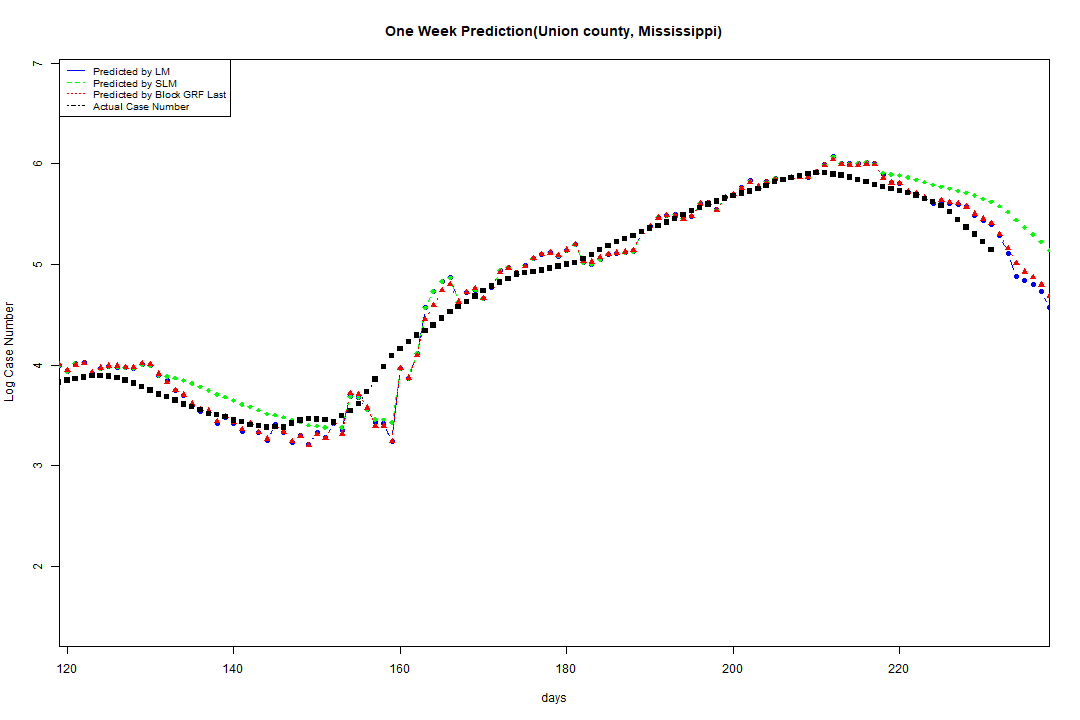 One Week Prediction(Union county, Mississippi)
Predicted by LM
Predicted by SLM
Predicted by Block GRF Last
Actual Case Number
7
6
5
4
3
2
Log Case Number
120 140 160 180 200 220
days